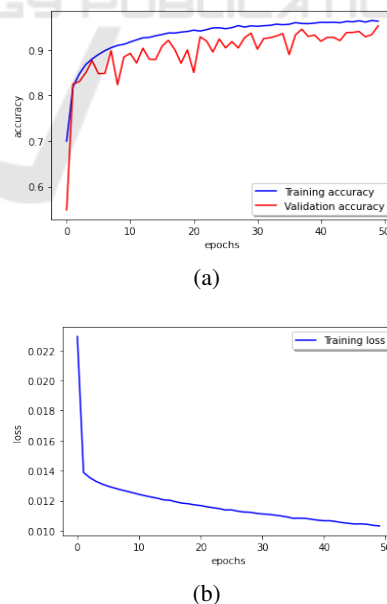 GY PUBLICATIO
0.9
0.8
0.7
0.6
accuracy
Training accuracy
Validation accuracy
0 10 20 30 40 50
epochs
(a)
Training loss
0.022
0.020
0.018
0.016
0.014
0.012
0.010
loss
0 10 20 30 40 50
epochs
(b)